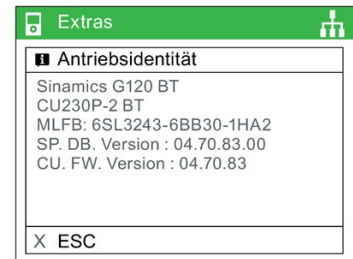 Extras
Antriebsidentität
Sinamics G120 BT
CU230P-2 BT
MLFB: 6SL3243-6BB30-1HA2
SP. DB. Version : 04.70.83.00
CU. FW. Version : 04.70.83
X ESC